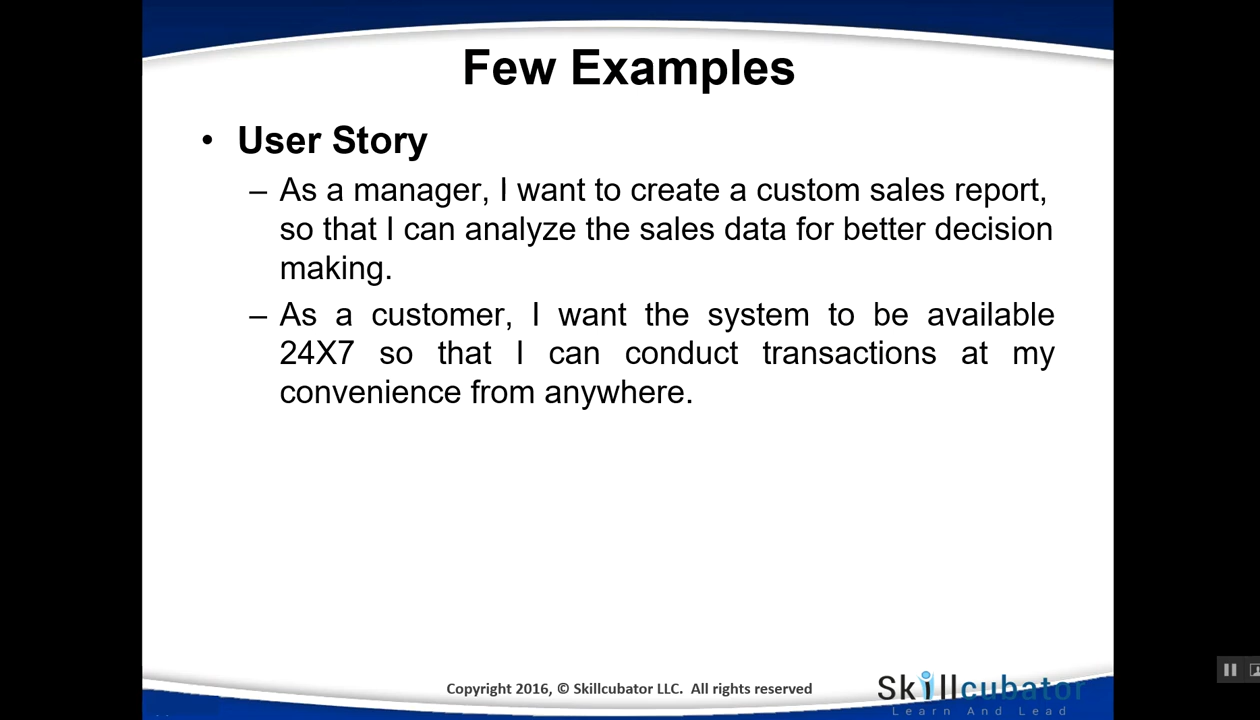 Few Examples
• User Story
– As a manager, I want to create a custom sales report,
so that I can analyze the sales data for better decision
making.
– As a customer, I want the system to be available
24X7 so that I can conduct transactions at my
convenience from anywhere.
Copyright 2016, © Skillcubator LLC. All rights reserved
Skillcubator
Learn And Lead